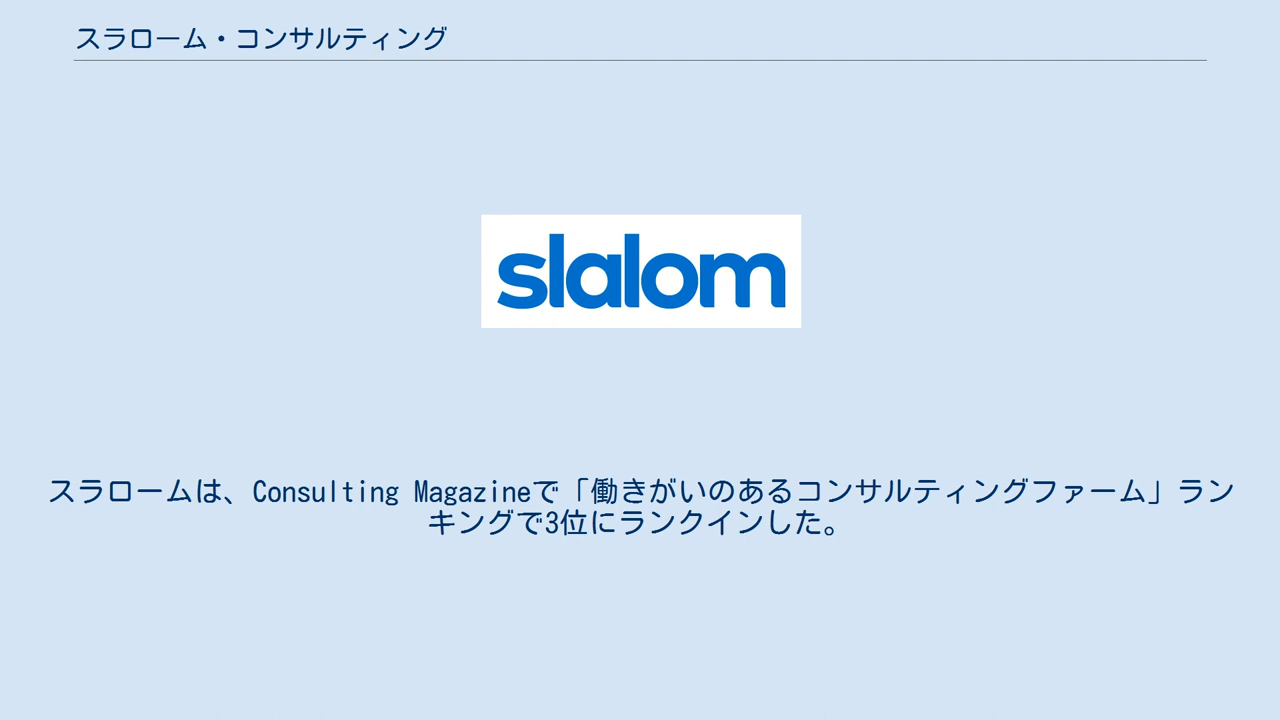 スラローム・コンサルティング
slalom
スラロームは、Consulting Magazineで「働きがいのあるコンサルティングファーム」ラン
キングで3位にランクインした。